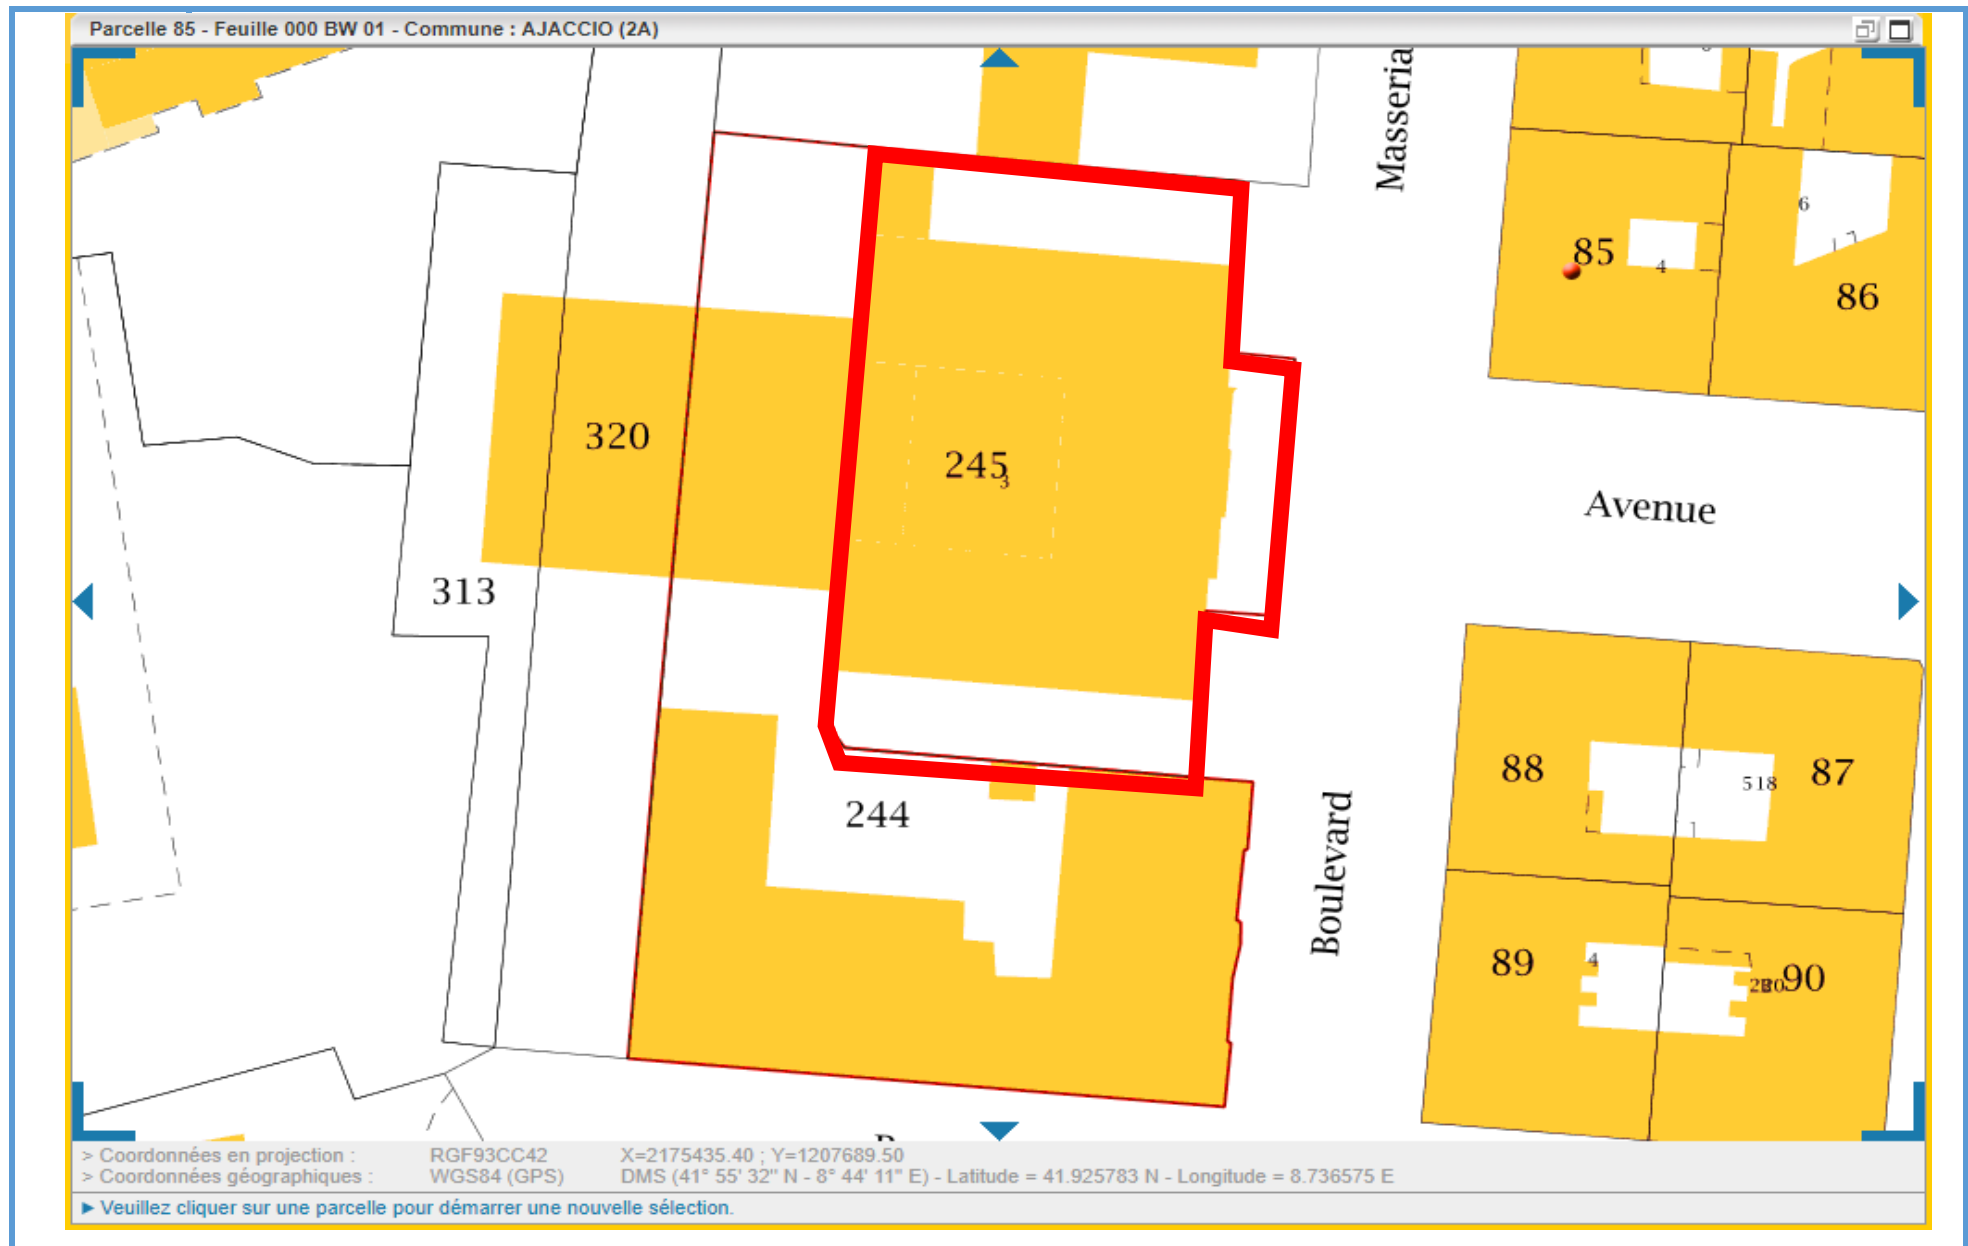 Parcelle 85 - Feuille 000 BW 01 - Commune : AJACCIO (2A)
Masseria
6
85
4
86
320
245
3
Avenue
313
88
518
87
244
Boulevard
89
4
90
> Coordonnées en projection : RGF93CC42 X=2175435.40 ; Y=1207689.50
> Coordonnées géographiques : WGS84 (GPS) DMS (41° 55' 32" N - 8° 44' 11" E) - Latitude = 41.925783 N - Longitude = 8.736575 E
► Veuillez cliquer sur une parcelle pour démarrer une nouvelle sélection.